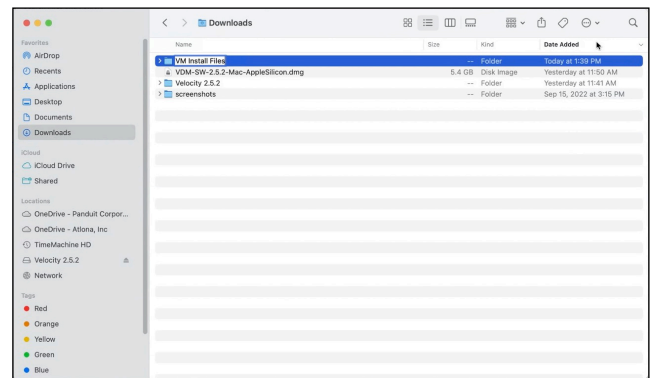 Downloads
Favorites
AirDrop
Recents
Applications
Desktop
Documents
Downloads
iCloud
iCloud Drive
Shared
Locations
OneDrive - Panduit Corpor...
OneDrive - Atlona, Inc
TimeMachine HD
Velocity 2.5.2
Network
Tags
Red
Orange
Yellow
Green
Blue
Name Size Kind Date Added
VM Install Files -- Folder Today at 1:39 PM
VDM-SW-2.5.2-Mac-AppleSilicon.dmg 5.4 GB Disk Image Yesterday at 11:50 AM
Velocity 2.5.2 -- Folder Yesterday at 11:41 AM
screenshots -- Folder Sep 15, 2022 at 3:15 PM